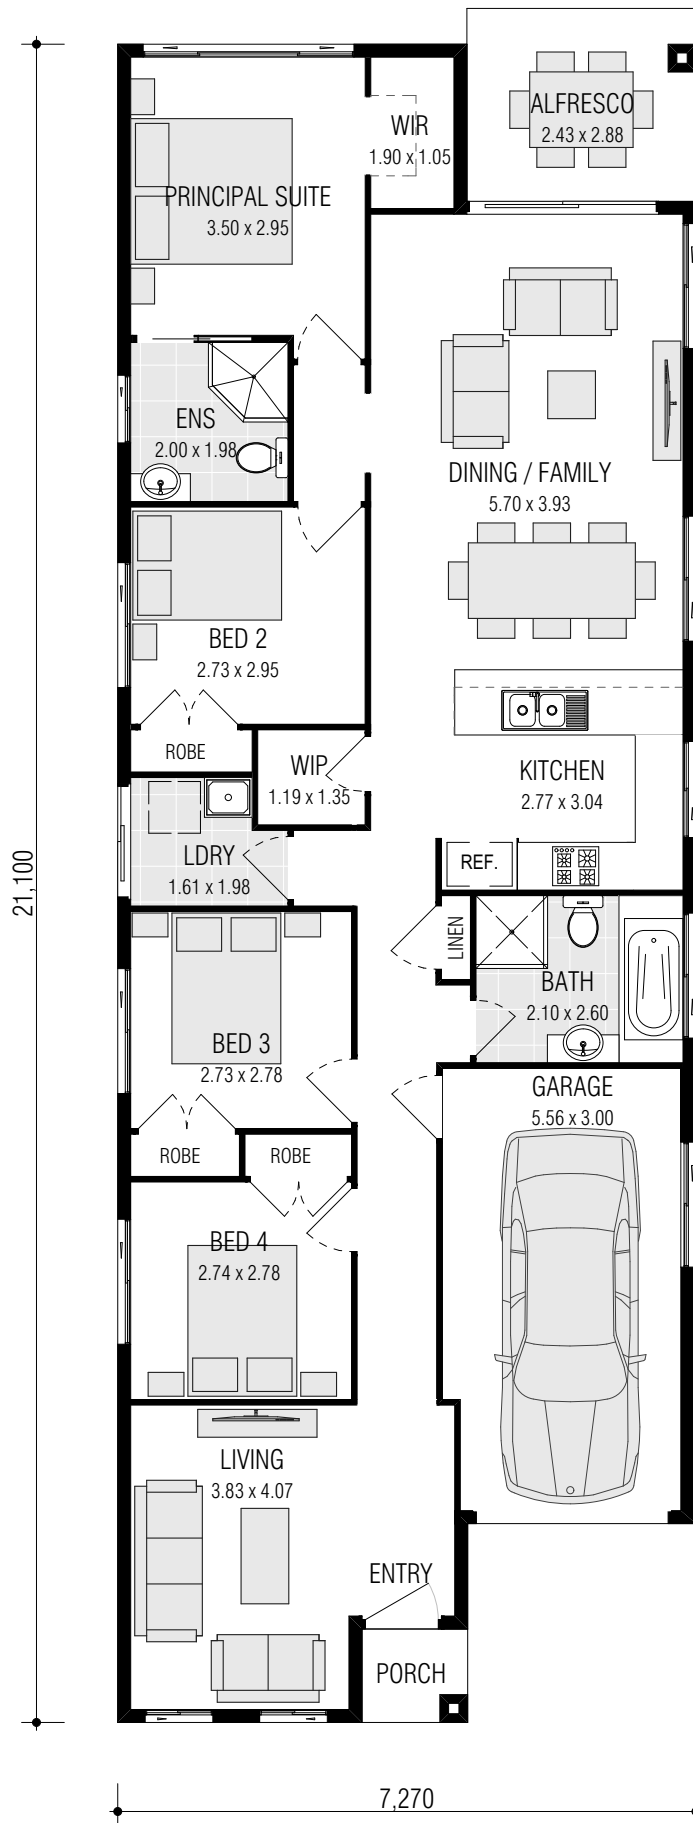 ALFRESCO
2.43 x 2.88
WIR
1.90 x 1.05
PRINCIPAL SUITE
3.50 x 2.95
ENS
2.00 x 1.98
DINING / FAMILY
5.70 x 3.93
BED 2
2.73 x 2.95
ROBE
WIP
1.19 x 1.35
KITCHEN
2.77 x 3.04
LDRY
1.61 x 1.98
REF.
21,100
LINEN
BATH
2.10 x 2.60
BED 3
2.73 x 2.78
GARAGE
5.56 x 3.00
ROBE
ROBE
BED 4
2.74 x 2.78
LIVING
3.83 x 4.07
ENTRY
PORCH
7,270